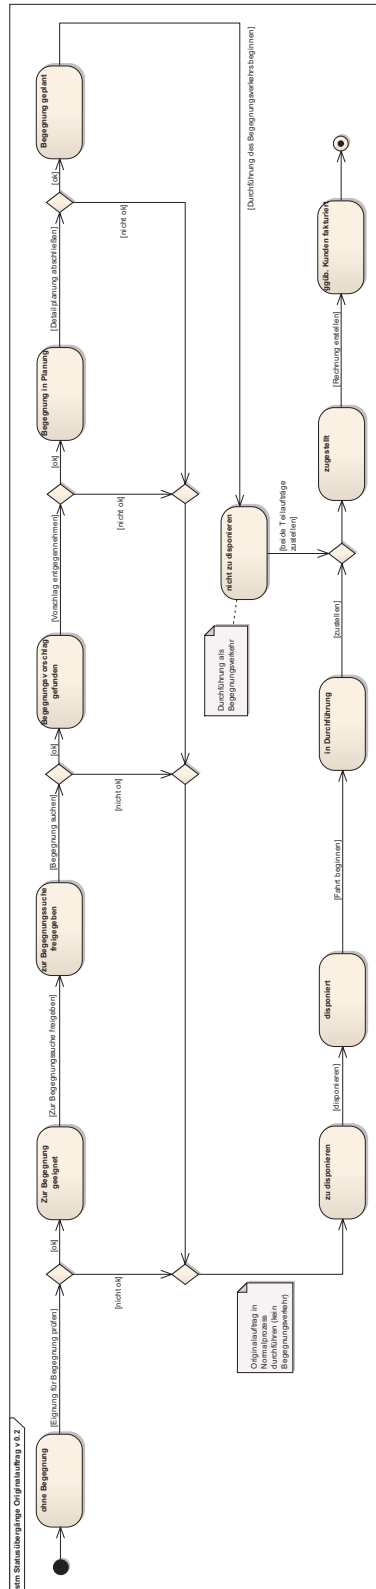 stm Statusübergänge Originalauftrag v 0.2
ohne Begegnung
[Eignung für Begegnung prüfen]
[ok]
[nicht ok]
Zur Begegnung
geeignet
[Zur Begegnungssuche freigeben]
zur Begegnungssuche
freigegeben
[Begegnung suchen]
[ok]
[nicht ok]
Begegnungsvorschlag
gefunden
[Vorschlag entgegennehmen]
[ok]
[nicht ok]
Begegnung in Planung
[Detailplanung abschließen]
[ok]
[nicht ok]
Begegnung geplant
[Durchführung des Begegnungsverkehrs beginnen]
nicht zu disponieren
Durchführung als
Begegnungsverkehr
[beide Teilaufträge
zustellen]
Originalauftrag in
Normalprozess
durchführen (kein
Begegnungsverkehr)
zu disponieren
[disponieren]
disponiert
[Fahrt beginnen]
in Durchführung
[zustellen]
zugestellt
[Rechnung erstellen]
ggüb. Kunden fakturiert